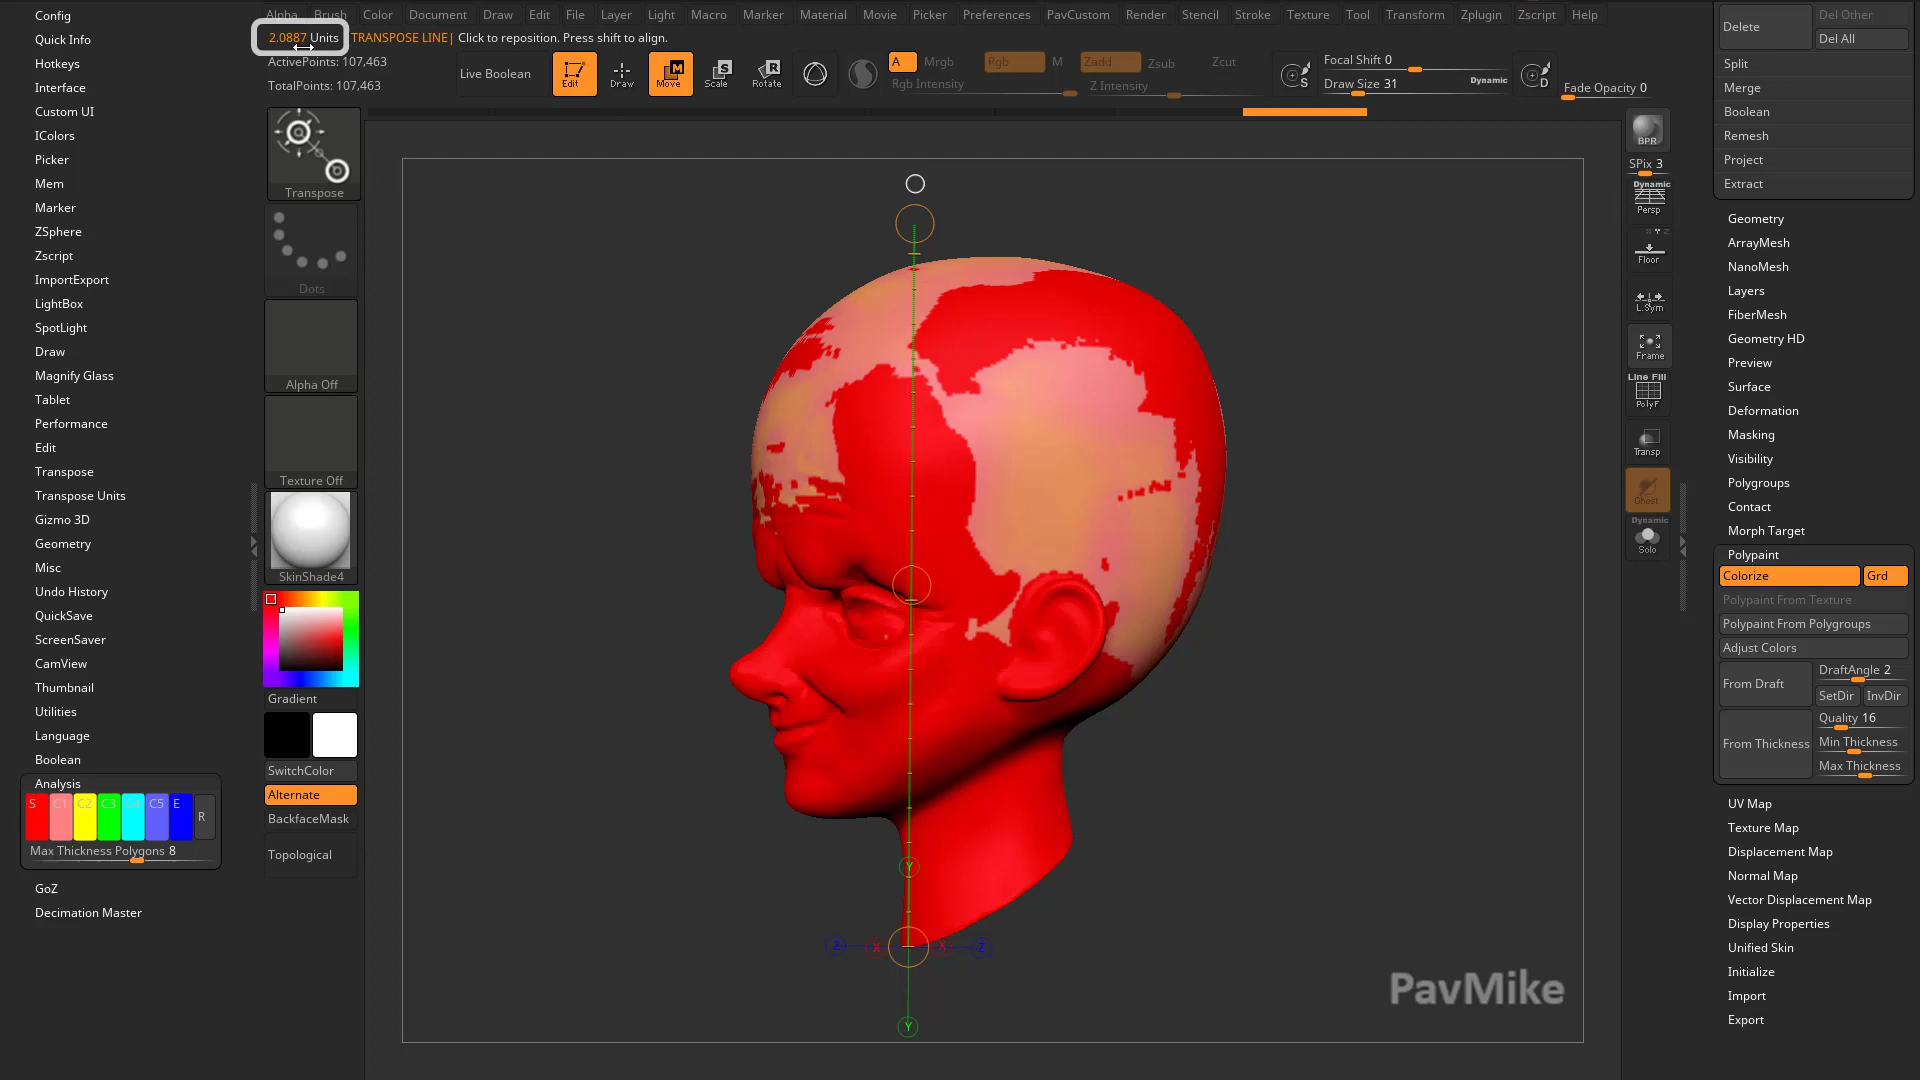 Alpha Brush Color Document Draw Edit File Layer Light Macro Marker Material Movie Picker Preferences PavCustom Render Stencil Stroke Texture Tool Transform Zplugin Zscript Help
2.0887 Units TRANSPOSE LINE| Click to reposition. Press shift to align.
ActivePoints: 107,463
TotalPoints: 107,463
Live Boolean
Edit
Draw
Move
M
Scale
S
Rotate
R
A
Mrgb
Rgb
M
Rgb Intensity
Zadd
Zsub
Zcut
Z Intensity
S
Focal Shift 0
Draw Size 31
Dynamic
D
Fade Opacity 0
Config
Quick Info
Hotkeys
Interface
Custom UI
IColors
Picker
Mem
Marker
ZSphere
Zscript
ImportExport
LightBox
SpotLight
Draw
Magnify Glass
Tablet
Performance
Edit
Transpose
Transpose Units
Gizmo 3D
Geometry
Misc
Undo History
QuickSave
ScreenSaver
CamView
Thumbnail
Utilities
Language
Boolean
Analysis
S C1 C2 C3 C4 C5 E R
Max Thickness Polygons 8
GoZ
Decimation Master
Transpose
Dots
Alpha Off
Texture Off
SkinShade4
Gradient
SwitchColor
Alternate
BackfaceMask
Topological
Y
Z X X Z
Y
PavMike
BPR
SPix 3
Dynamic
Persp
Floor
L.Sym
Frame
Line Fill
PolyF
Transp
Ghost
Dynamic
Solo
Delete
Del Other
Del All
Split
Merge
Boolean
Remesh
Project
Extract
Geometry
ArrayMesh
NanoMesh
Layers
FiberMesh
Geometry HD
Preview
Surface
Deformation
Masking
Visibility
Polygroups
Contact
Morph Target
Polypaint
Colorize
Grd
Polypaint From Texture
Polypaint From Polygroups
Adjust Colors
From Draft
DraftAngle 2
SetDir
InvDir
From Thickness
Quality 16
Min Thickness
Max Thickness
UV Map
Texture Map
Displacement Map
Normal Map
Vector Displacement Map
Display Properties
Unified Skin
Initialize
Import
Export